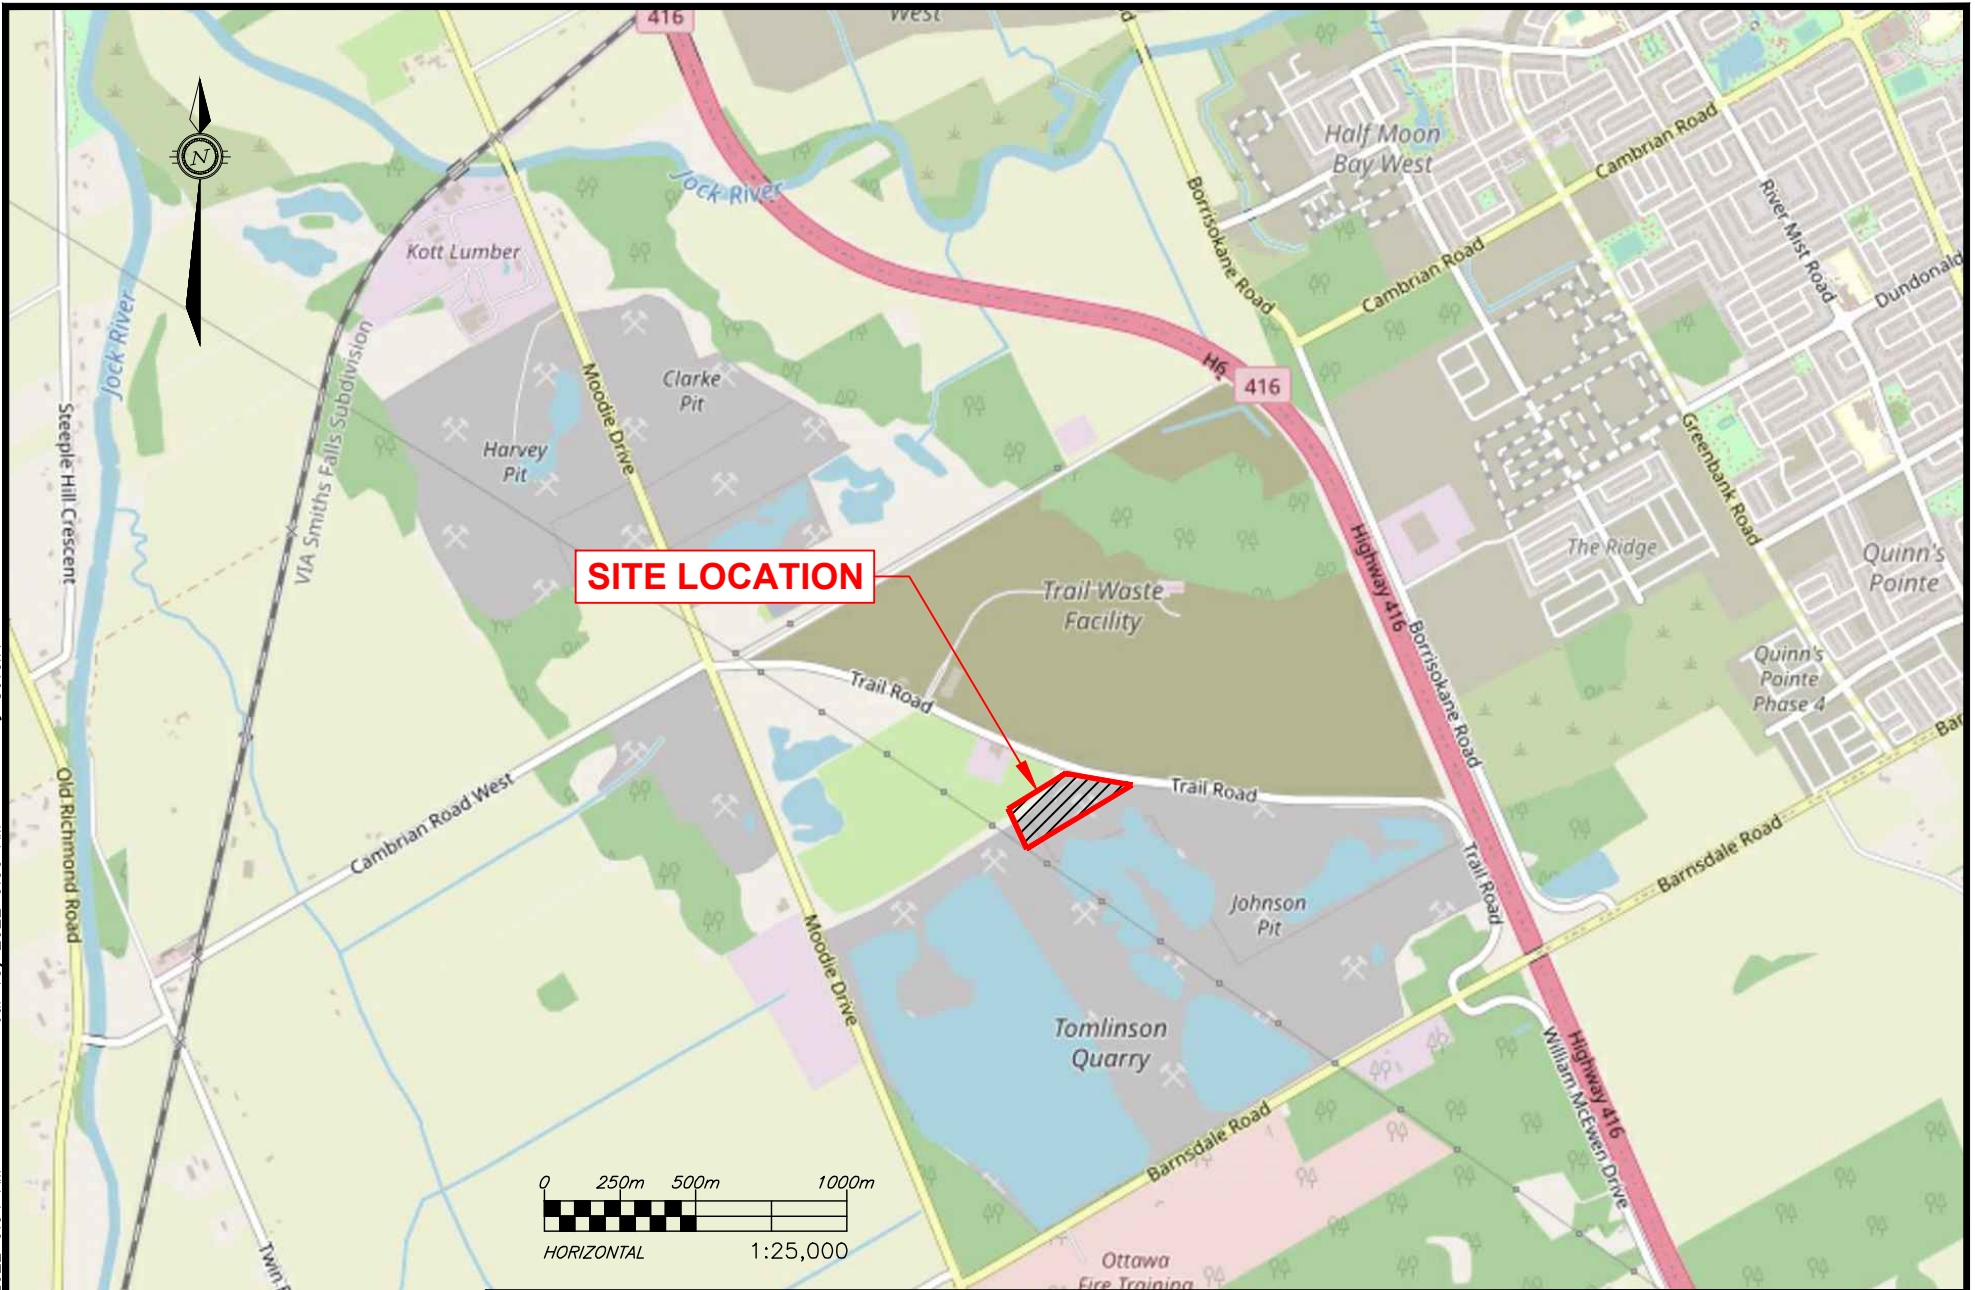 416
West
N
Jock River
Kott Lumber
Half Moon
Bay West
Cambrian Road
River Mist Road
Dundonald
Borrisokane Road
Cambrian Road
H6
416
Jock River
VIA Smiths Falls Subdivision
Steeple Hill Crescent
Clarke
Pit
Harvey
Pit
Moodie Drive
Greenbank Road
SITE LOCATION
Trail Waste
Facility
Highway 416
The Ridge
Quinn's
Pointe
Borrisokane Road
Quinn's
Pointe
Phase 4
Trail Road
Trail Road
Old Richmond Road
Cambrian Road West
Trail Road
Barnsdale Road
Johnson
Pit
Moodie Drive
Tomlinson
Quarry
Highway 416
William McEwen Drive
Barnsdale Road
0 250m 500m 1000m
HORIZONTAL 1:25,000
Ottawa
Fire Training